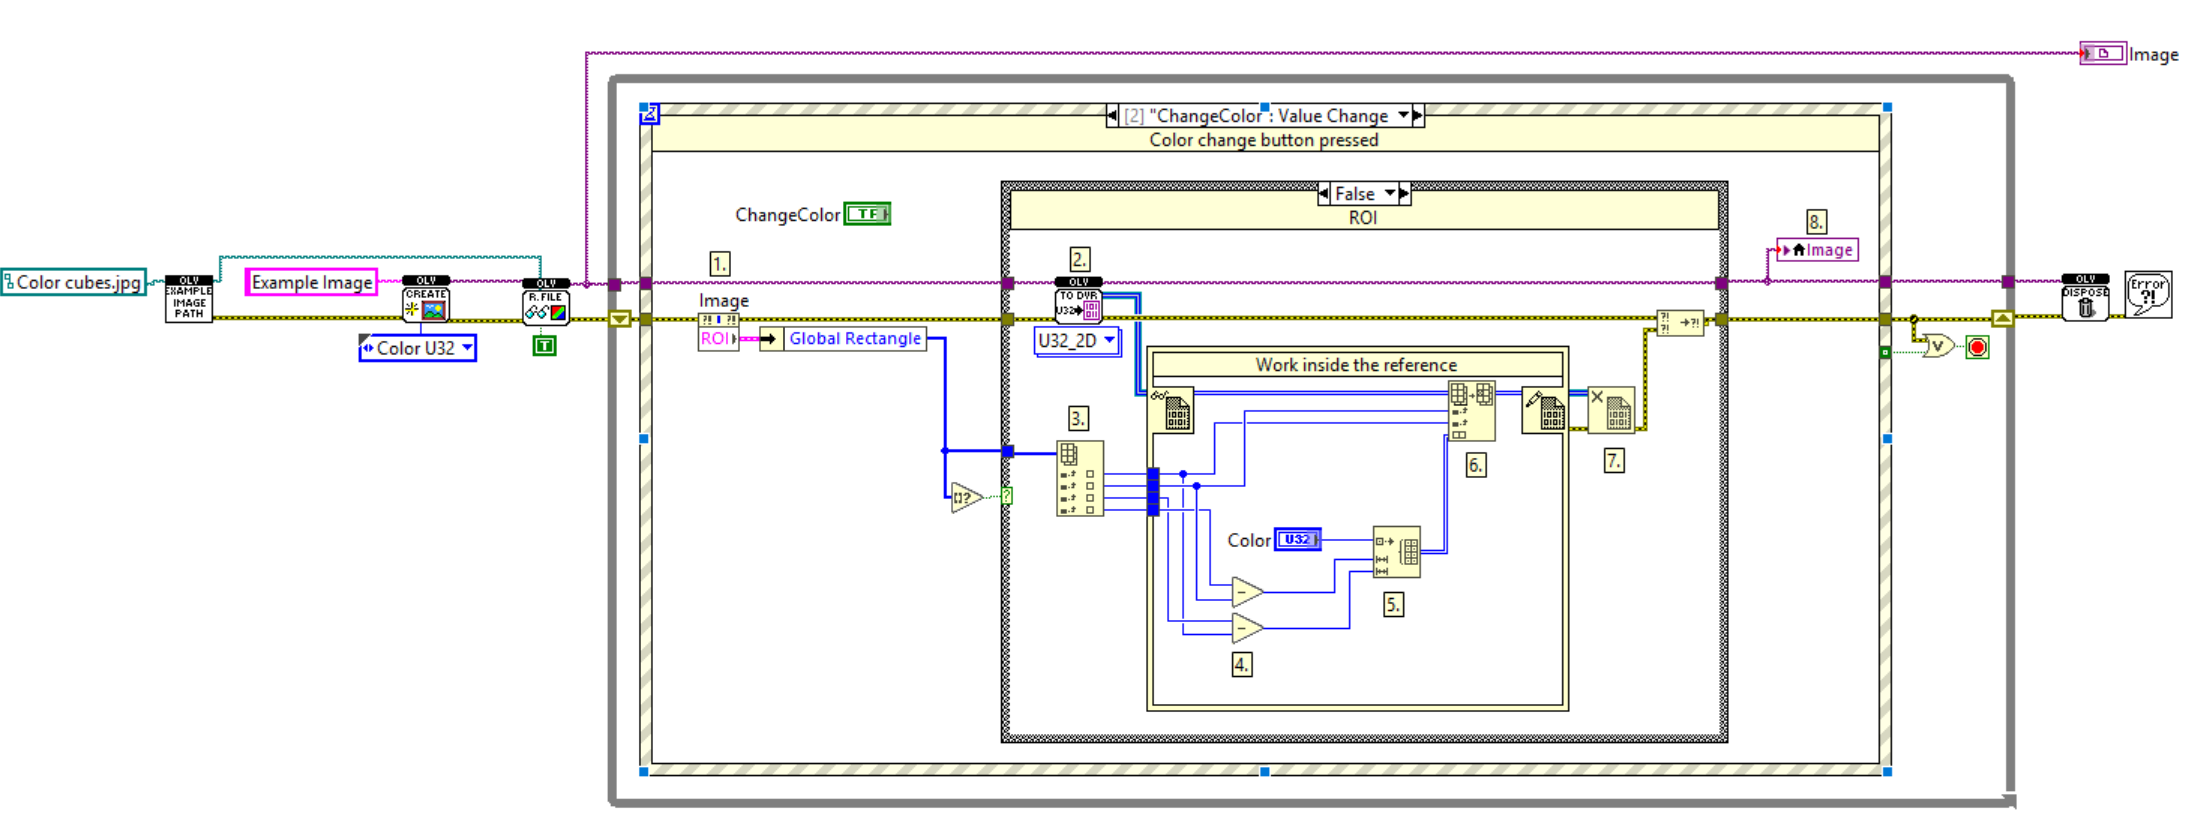 Image
[2] "ChangeColor": Value Change
Color change button pressed
False
ROI
ChangeColor
TF
8.
Image
1.
2.
Color cubes.jpg
OLV
EXAMPLE
IMAGE
PATH
Example Image
OLV
CREATE
OLV
R.FILE
Color U32
T
Image
ROI
Global Rectangle
OLV
TO DVR
U32
U32_2D
OLV
DISPOSE
Error
?!
V
Work inside the reference
3.
6.
7.
Color
U32
5.
4.